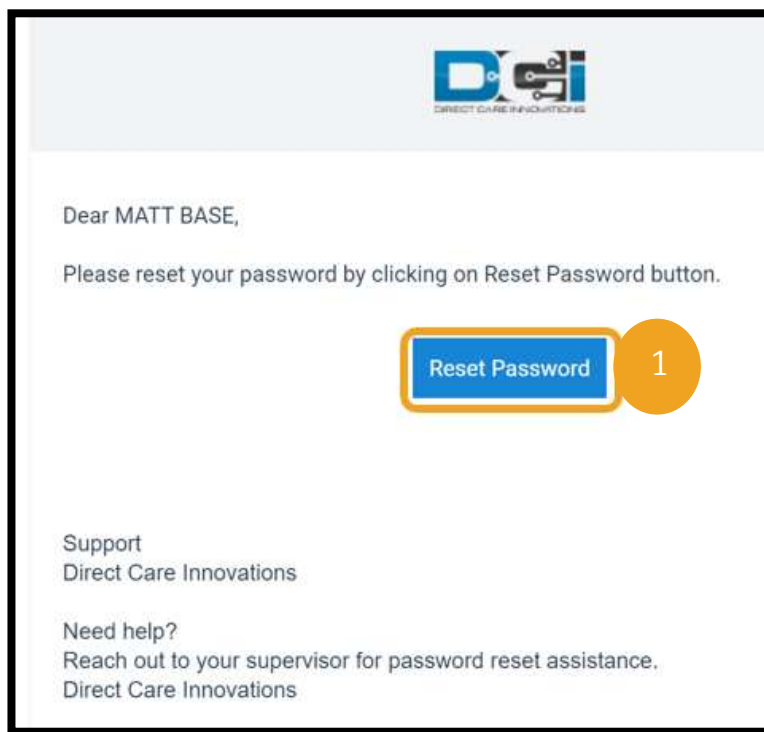 DCi
DIRECT CARE INNOVATIONS
Dear MATT BASE,
Please reset your password by clicking on Reset Password button.
Reset Password
1
Support
Direct Care Innovations
Need help?
Reach out to your supervisor for password reset assistance.
Direct Care Innovations